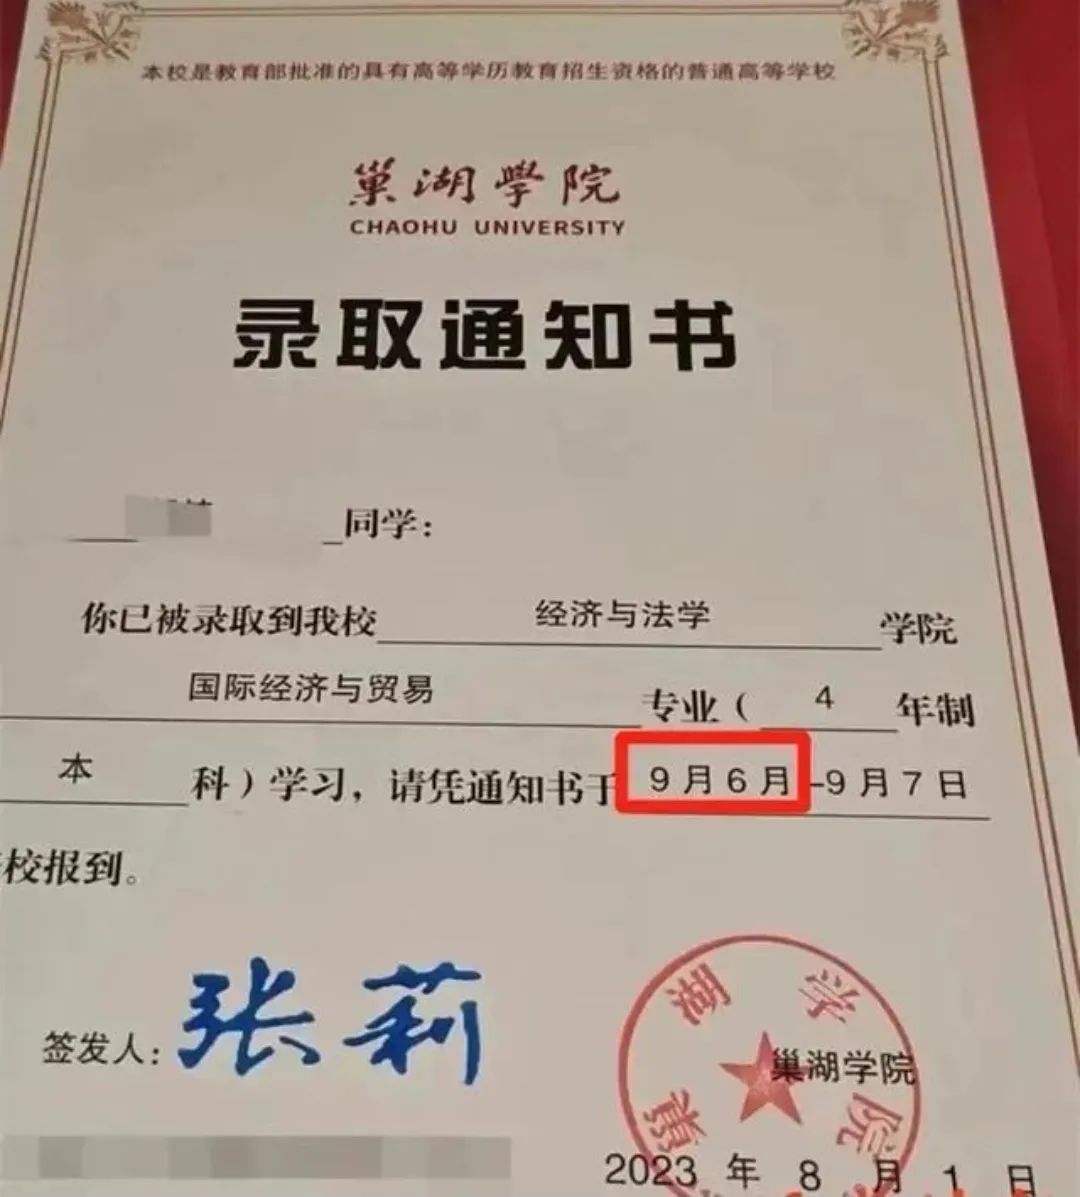 本校是教育部批准的具有高等学历教育招生资格的普通高等学校
巢湖學院
CHAOHU UNIVERSITY
录取通知书
同学：
你已被录取到我校 经济与法学 学院
国际经济与贸易 专业（ 4 年制
本 科）学习，请凭通知书于 9月6月-9月7日
校报到。
签发人：张莉
巢湖学院
巢湖学院
2023 年 8 月 1 日